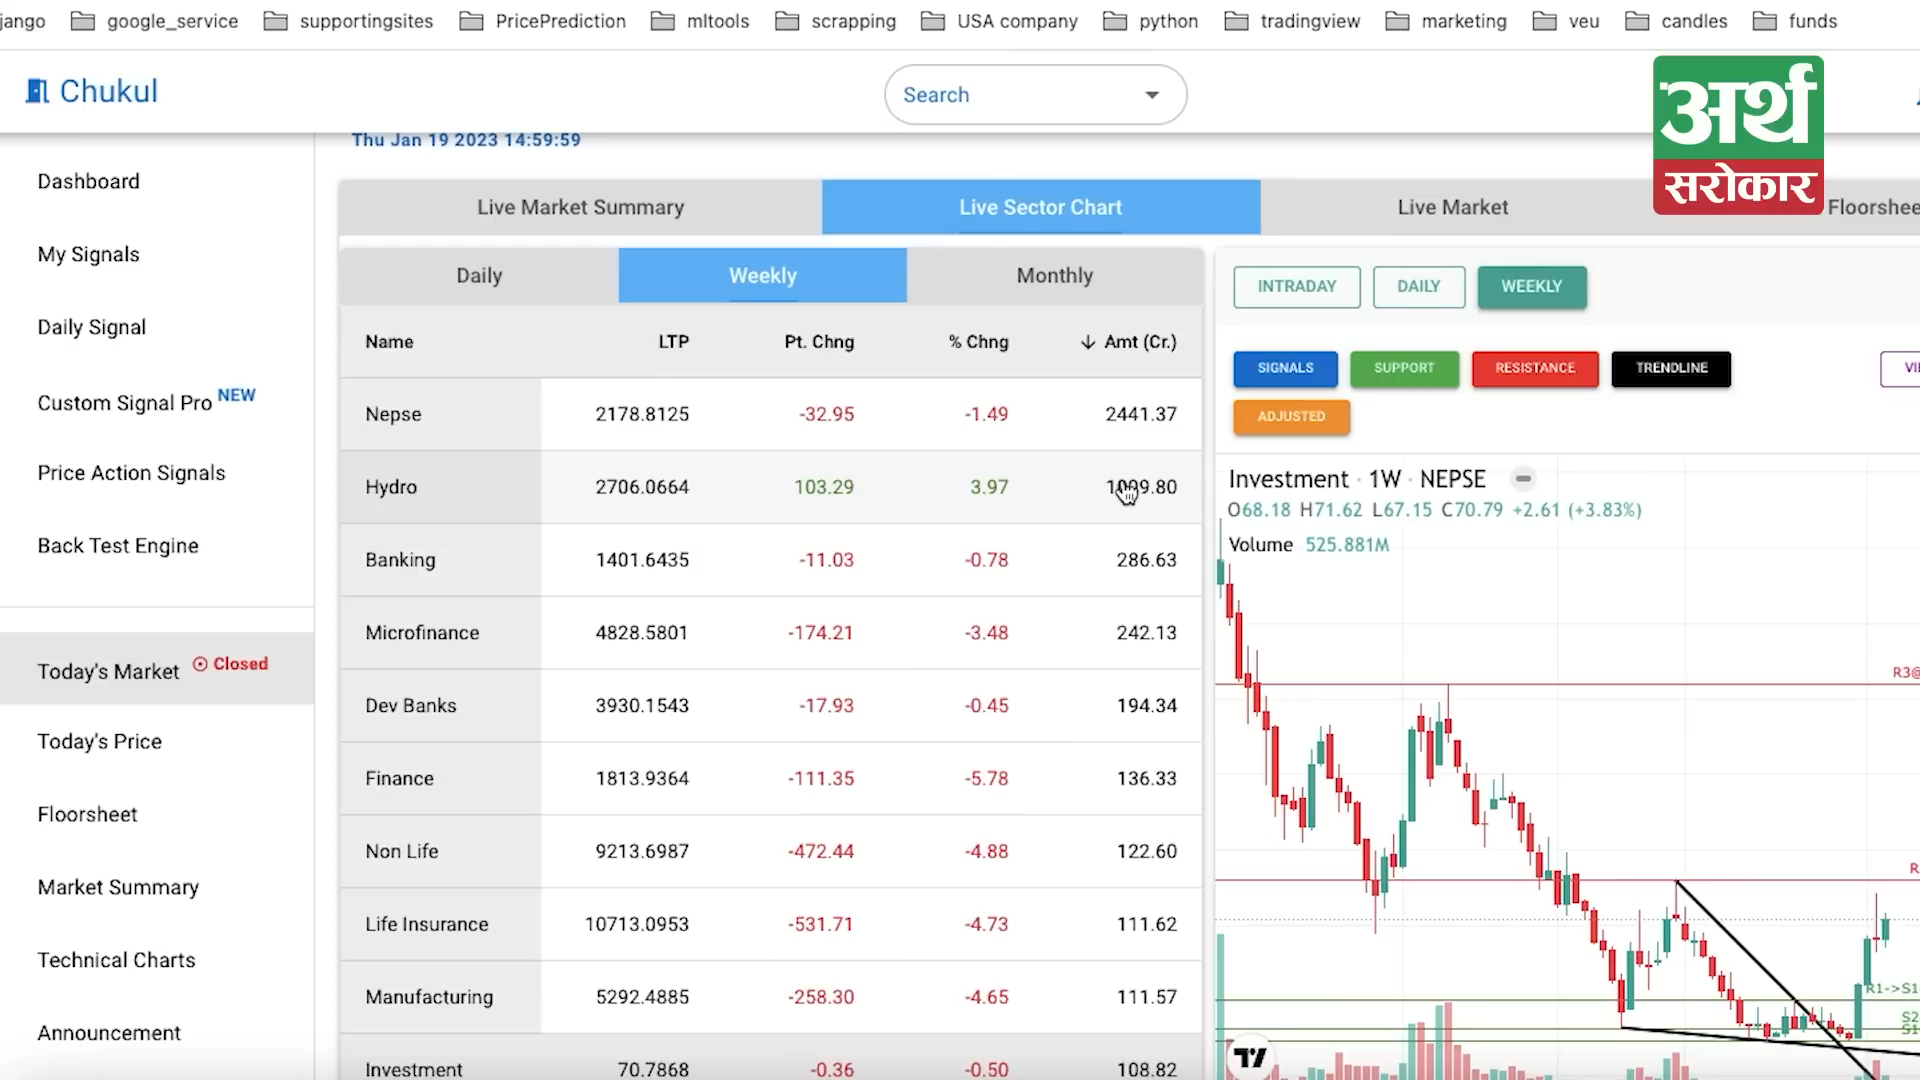 jango google_service supportingsites PricePrediction mltools scrapping USA company python tradingview marketing veu candles funds
Chukul
Search
अर्थ
सरोकार
Thu Jan 19 2023 14:59:59
Dashboard
My Signals
Daily Signal
Custom Signal Pro NEW
Price Action Signals
Back Test Engine
Today's Market Closed
Today's Price
Floorsheet
Market Summary
Technical Charts
Announcement
Live Market Summary Live Sector Chart Live Market Floorshee
Daily Weekly Monthly
Name LTP Pt. Chng % Chng Amt (Cr.)
Nepse 2178.8125 -32.95 -1.49 2441.37
Hydro 2706.0664 103.29 3.97
Banking 1401.6435 -11.03 -0.78 286.63
Microfinance 4828.5801 -174.21 -3.48 242.13
Dev Banks 3930.1543 -17.93 -0.45 194.34
Finance 1813.9364 -111.35 -5.78 136.33
Non Life 9213.6987 -472.44 -4.88 122.60
Life Insurance 10713.0953 -531.71 -4.73 111.62
Manufacturing 5292.4885 -258.30 -4.65 111.57
Investment 70.7868 -0.36 -0.50 108.82
INTRADAY DAILY WEEKLY
SIGNALS SUPPORT RESISTANCE TRENDLINE VI
ADJUSTED
Investment · 1W · NEPSE
O68.18 H71.62 L67.15 C70.79 +2.61 (+3.83%)
Volume 525.881M
R3@
R
R1->S1
S2